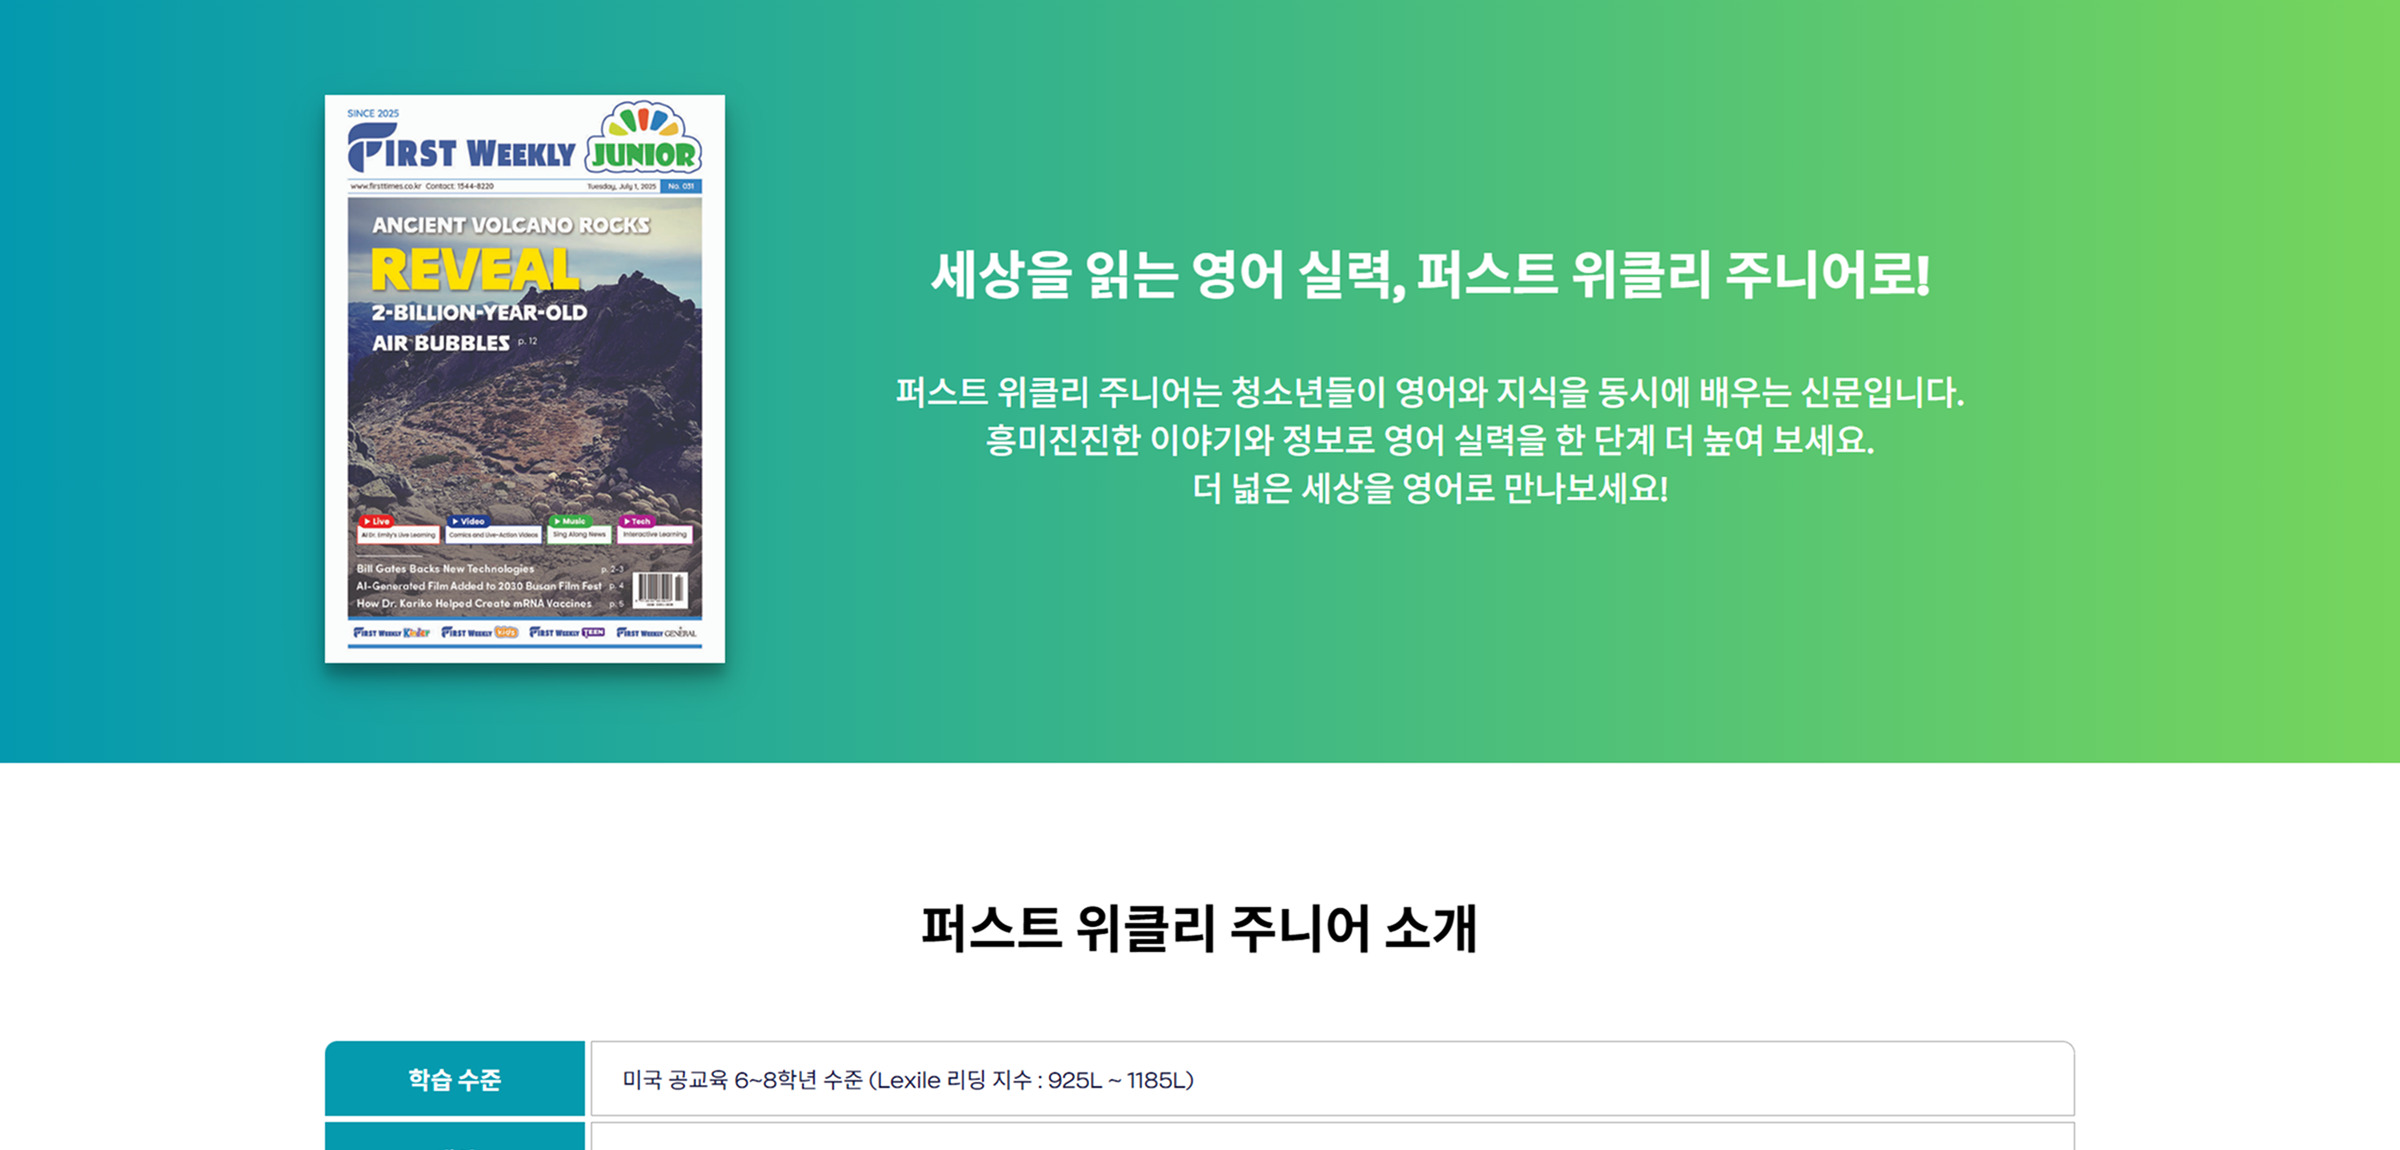 SINCE 2025
FIRST WEEKLY JUNIOR
www.firsttimes.co.kr Contact: 1544-8220 Tuesday, July 1, 2025 No. 031
ANCIENT VOLCANO ROCKS
REVEAL
2-BILLION-YEAR-OLD
AIR BUBBLES p. 12
Live Video Music Tech
AI Dr. Emily's Live Learning Comics and Live-Action Videos Sing Along News Interactive Learning
Bill Gates Backs New Technologies p. 2-3
AI-Generated Film Added to 2030 Busan Film Fest p. 4
How Dr. Kariko Helped Create mRNA Vaccines p. 5
FIRST WEEKLY Kinder FIRST WEEKLY Kids FIRST WEEKLY TEEN FIRST WEEKLY GENERAL
세상을 읽는 영어 실력, 퍼스트 위클리 주니어로!
퍼스트 위클리 주니어는 청소년들이 영어와 지식을 동시에 배우는 신문입니다.
흥미진진한 이야기와 정보로 영어 실력을 한 단계 더 높여 보세요.
더 넓은 세상을 영어로 만나보세요!
퍼스트 위클리 주니어 소개
학습 수준 미국 공교육 6~8학년 수준 (Lexile 리딩 지수 : 925L ~ 1185L)